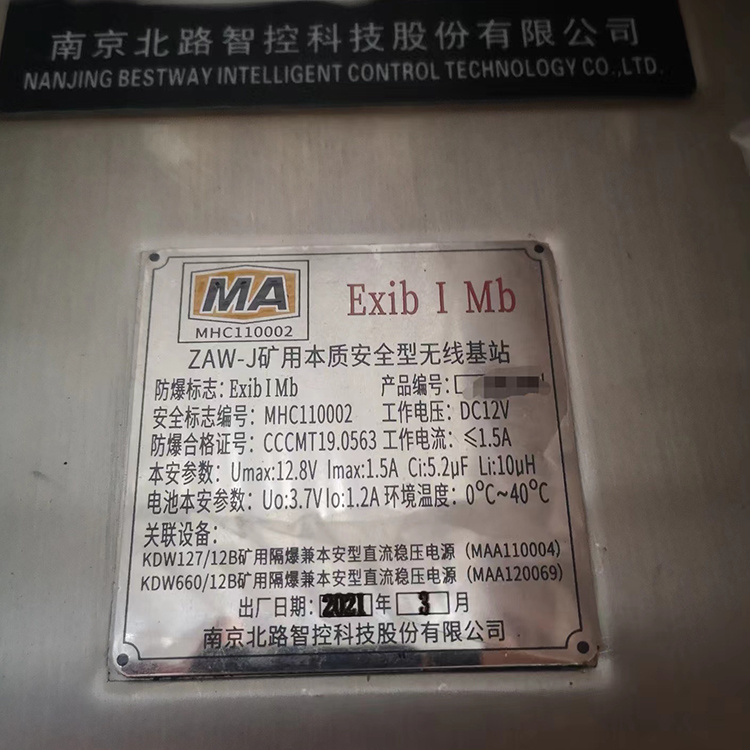 南京北路智控科技股份有限公司
NANJING BESTWAY INTELLIGENT CONTROL TECHNOLOGY CO.,LTD.
MA
MHC110002
Exib I Mb
ZAW-J矿用本质安全型无线基站
防爆标志：Exib I Mb 产品编号：
安全标志编号：MHC110002 工作电压：DC12V
防爆合格证号：CCCMT19.0563 工作电流：≤1.5A
本安参数：Umax:12.8V Imax:1.5A Ci:5.2μF Li:10μH
电池本安参数：Uo:3.7V Io:1.2A 环境温度：0℃~40℃
关联设备：
KDW127/12B矿用隔爆兼本安型直流稳压电源（MAA110004）
KDW660/12B矿用隔爆兼本安型直流稳压电源（MAA120069）
出厂日期：2021年3月
南京北路智控科技股份有限公司